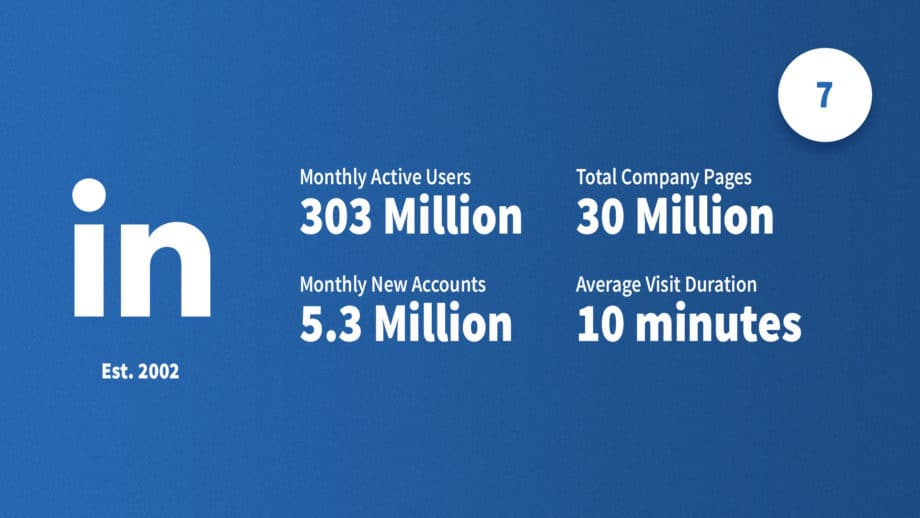 7
in
Est. 2002
Monthly Active Users
303 Million
Total Company Pages
30 Million
Monthly New Accounts
5.3 Million
Average Visit Duration
10 minutes